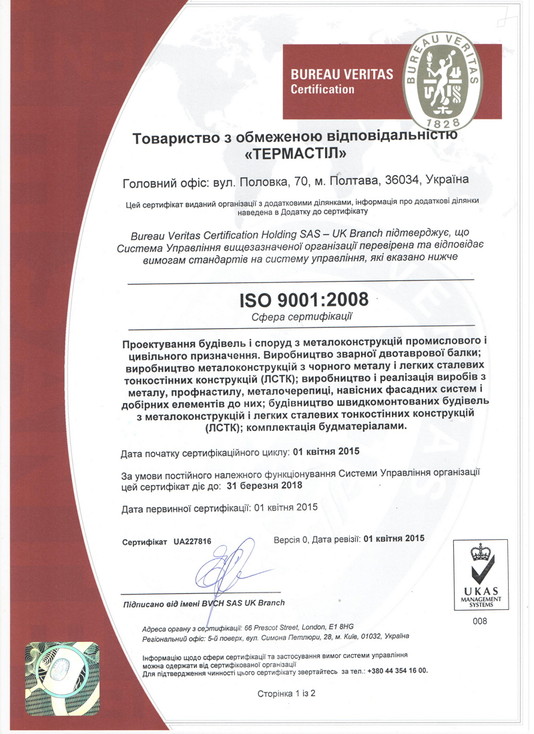 BUREAU VERITAS
Certification
BUREAU VERITAS
1828
Товариство з обмеженою відповідальністю
«ТЕРМАСТІЛ»
Головний офіс: вул. Половка, 70, м. Полтава, 36034, Україна
Цей сертифікат виданий організації з додатковими ділянками, інформація про додаткові ділянки
наведена в Додатку до сертифікату
Bureau Veritas Certification Holding SAS – UK Branch підтверджує, що
Система Управління вищезазначеної організації перевірена та відповідає
вимогам стандартів на систему управління, які вказано нижче
ISO 9001:2008
Сфера сертифікації
Проектування будівель і споруд з металоконструкцій промислового і
цивільного призначення. Виробництво зварної двотаврової балки;
виробництво металоконструкцій з чорного металу і легких сталевих
тонкостінних конструкцій (ЛСТК); виробництво і реалізація виробів з
металу, профнастилу, металочерепиці, навісних фасадних систем і
добірних елементів до них; будівництво швидкомонтованих будівель
з металоконструкцій і легких сталевих тонкостінних конструкцій
(ЛСТК); комплектація будматеріалами.
Дата початку сертифікаційного циклу: 01 квітня 2015
За умови постійного належного функціонування Системи Управління організації
цей сертифікат діє до: 31 березня 2018
Дата первинної сертифікації: 01 квітня 2015
Сертифікат UA227816 Версія 0, Дата ревізії: 01 квітня 2015
Підписано від імені BVCH SAS UK Branch
UKAS
MANAGEMENT
SYSTEMS
008
Адреса органу з сертифікації: 66 Prescot Street, London, E1 8HG
Регіональний офіс: 5-й поверх, вул. Симона Петлюри, 28, м. Київ, 01032, Україна
Інформацію щодо сфери сертифікації та застосування вимог системи управління
можна одержати від сертифікованої організації
Для підтвердження чинності цього сертифікату звертайтесь за тел.: +380 44 354 16 00.
Сторінка 1 із 2